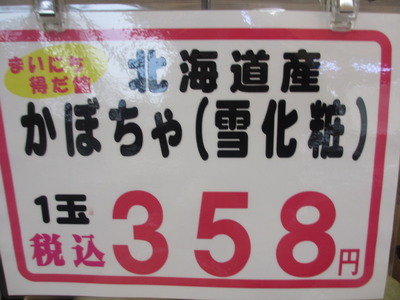 まいにち
得だ値
北海道産
かぼちゃ(雪化粧)
1玉
税込358円